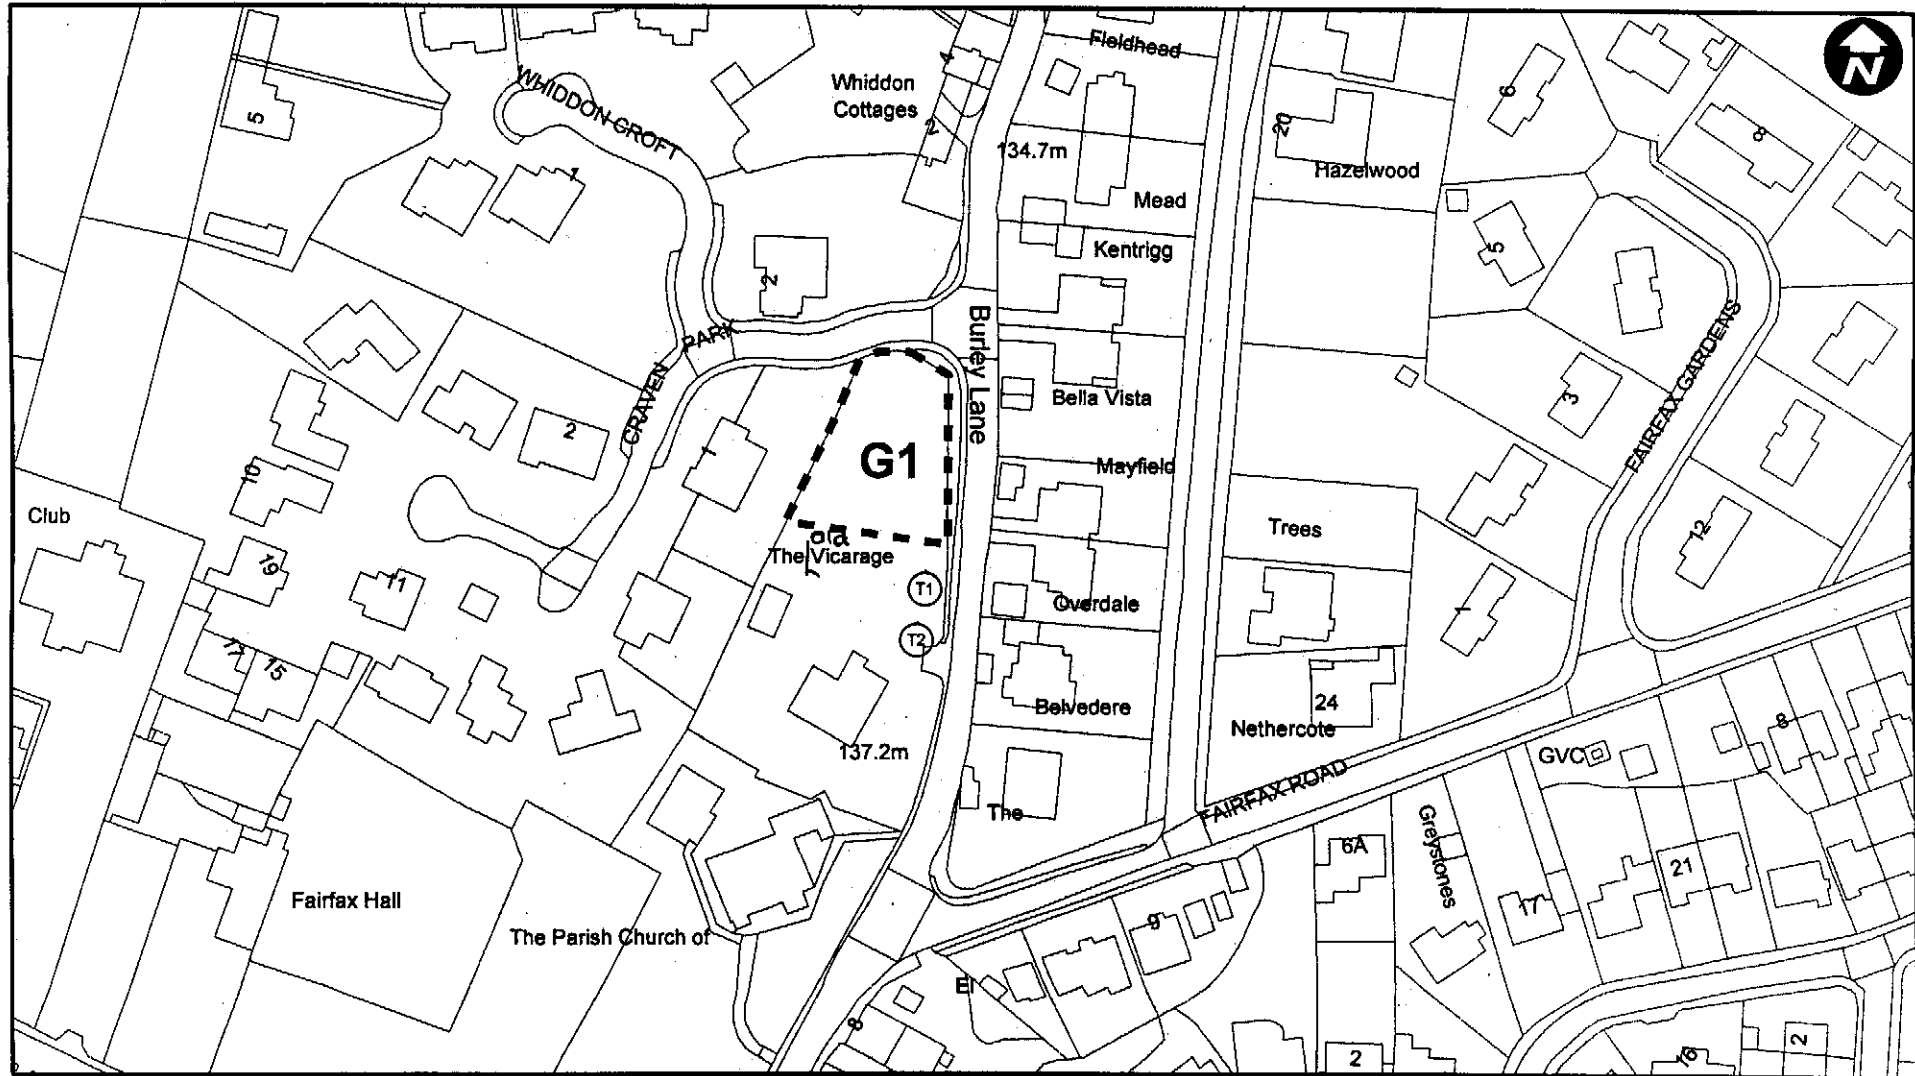 Fieldhead
N
Whiddon
Cottages
4
2
WHIDDON CROFT
5
6
8
20
134.7m
Hazelwood
1
Mead
5
Kentrigg
2
Burley Lane
PARK
CRAVEN
FAIRFAX GARDENS
Bella Vista
3
2
1
G1
Mayfield
10
Club
Trees
12
old
The Vicarage
19
11
T1
Overdale
1
T2
17
15
Belvedere
24
Nethercote
8
137.2m
GVC
FAIRFAX ROAD
The
Greystones
6A
21
Fairfax Hall
17
9
The Parish Church of
El
8
2
16
2